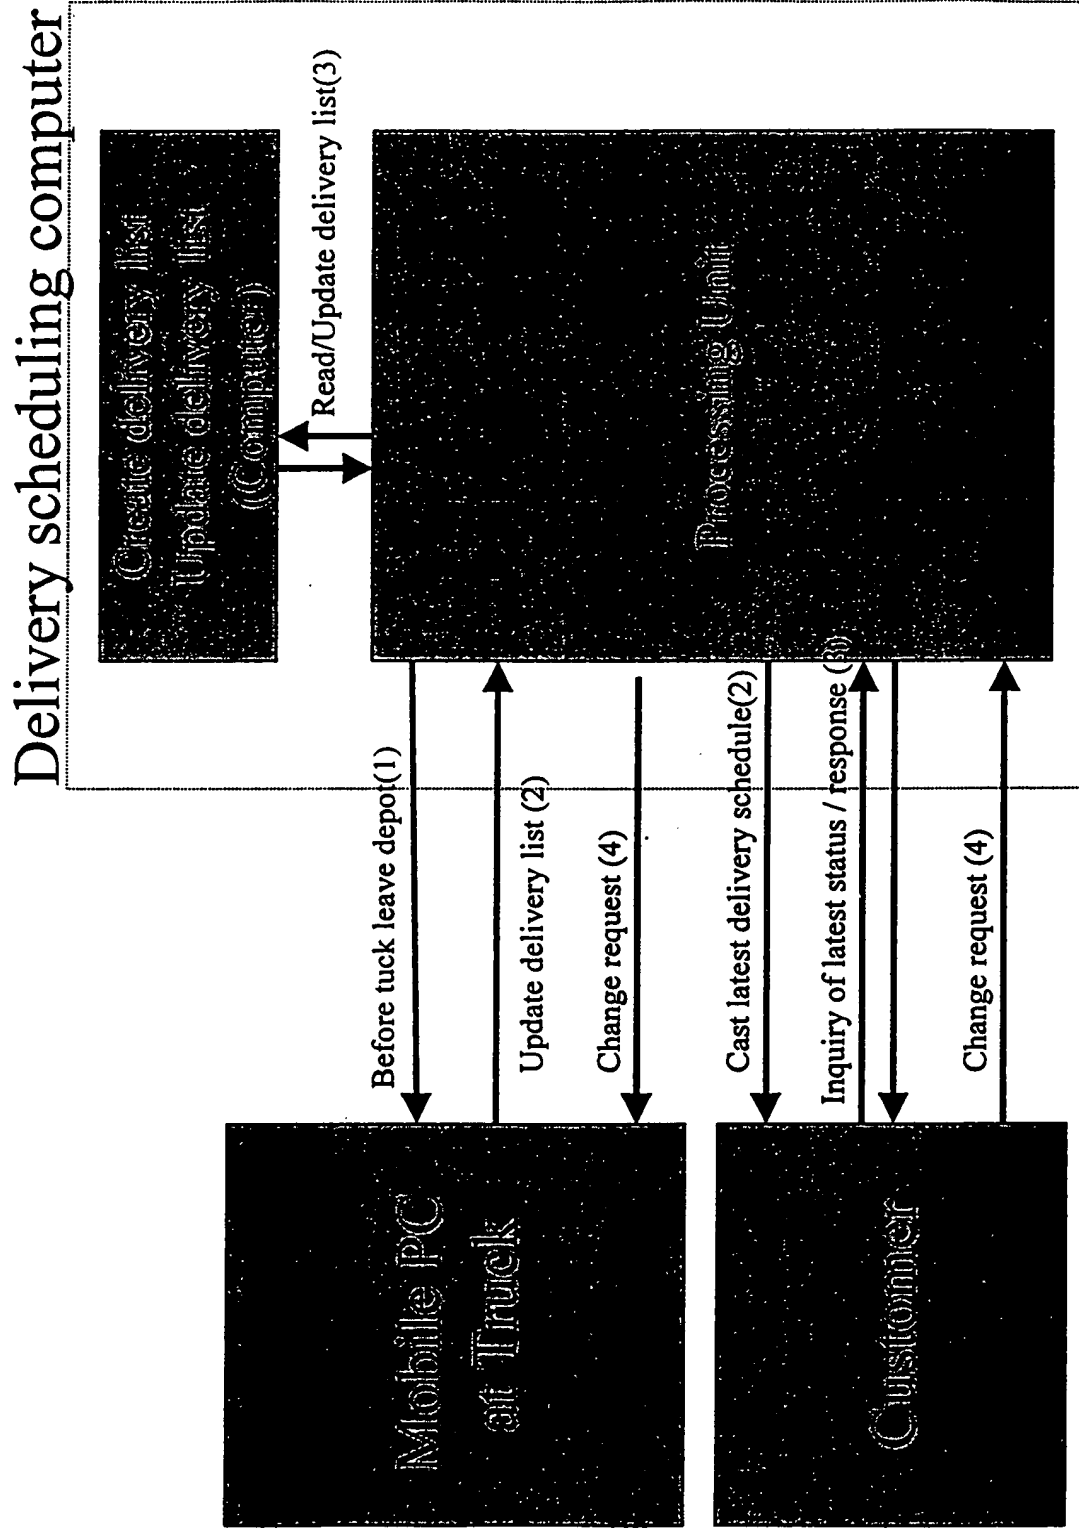 Delivery scheduling computer
Create delivery list
Update delivery list
(Computer)
Read/Update delivery list(3)
Before tuck leave depot(1)
Update delivery list (2)
Change request (4)
Cast latest delivery schedule(2)
Inquiry of latest status / response (3)
Change request (4)
Processing Unit
Mobile PC
at Truck
Customer